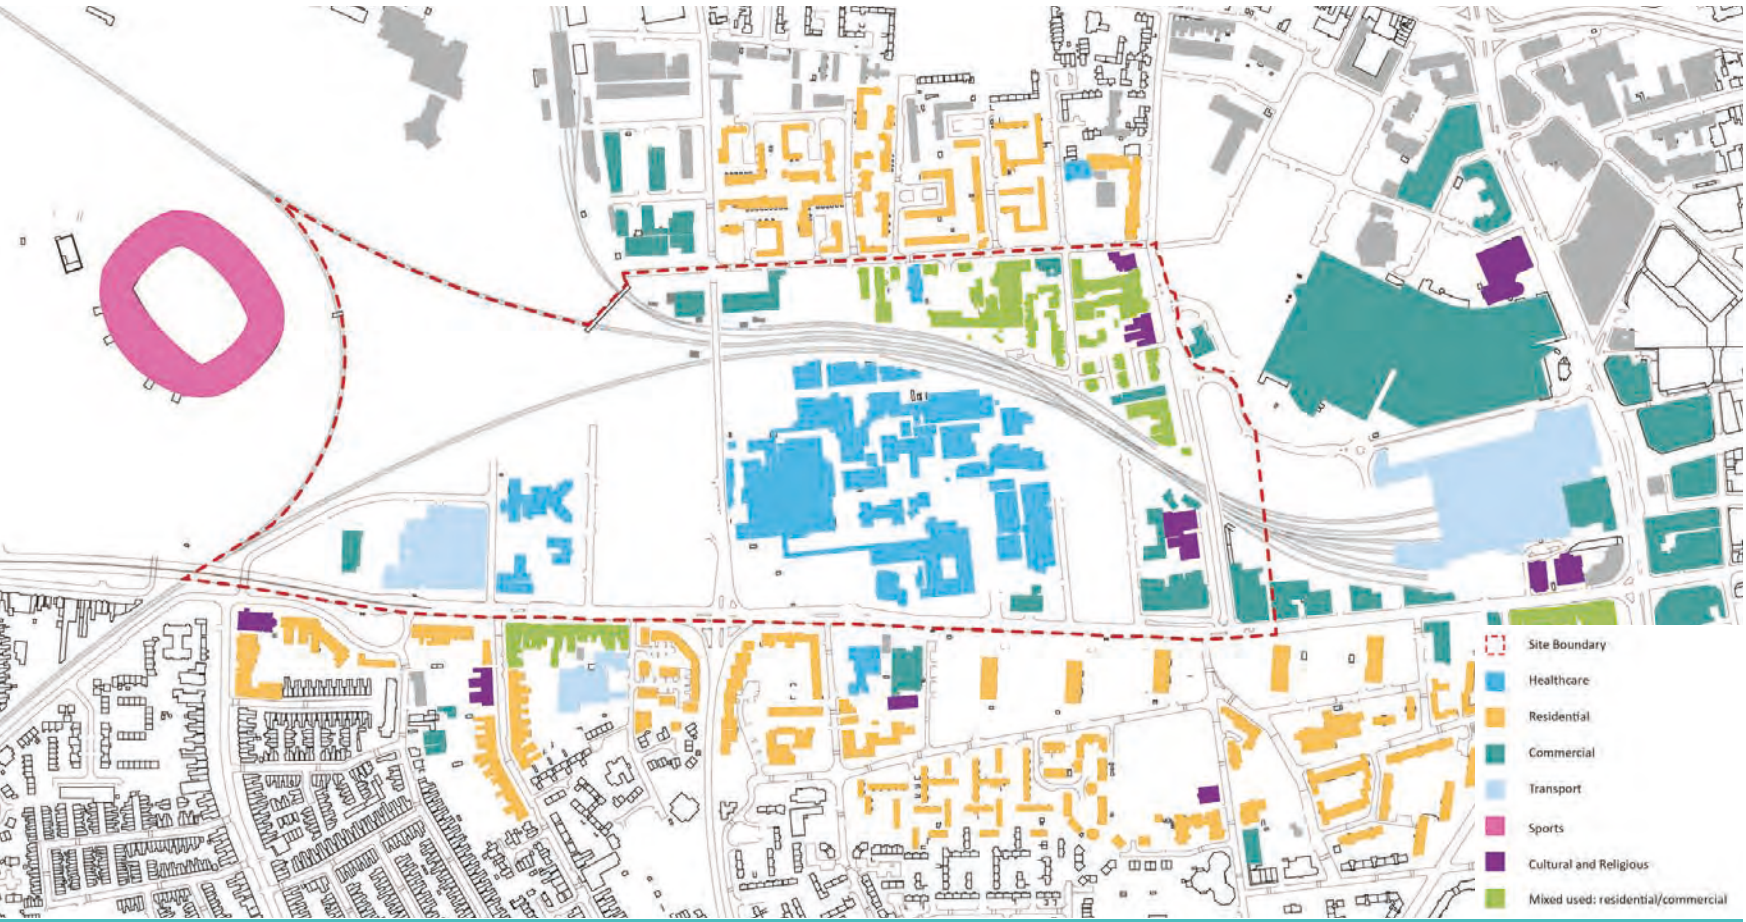 Site Boundary
Healthcare
Residential
Commercial
Transport
Sports
Cultural and Religious
Mixed used: residential/commercial